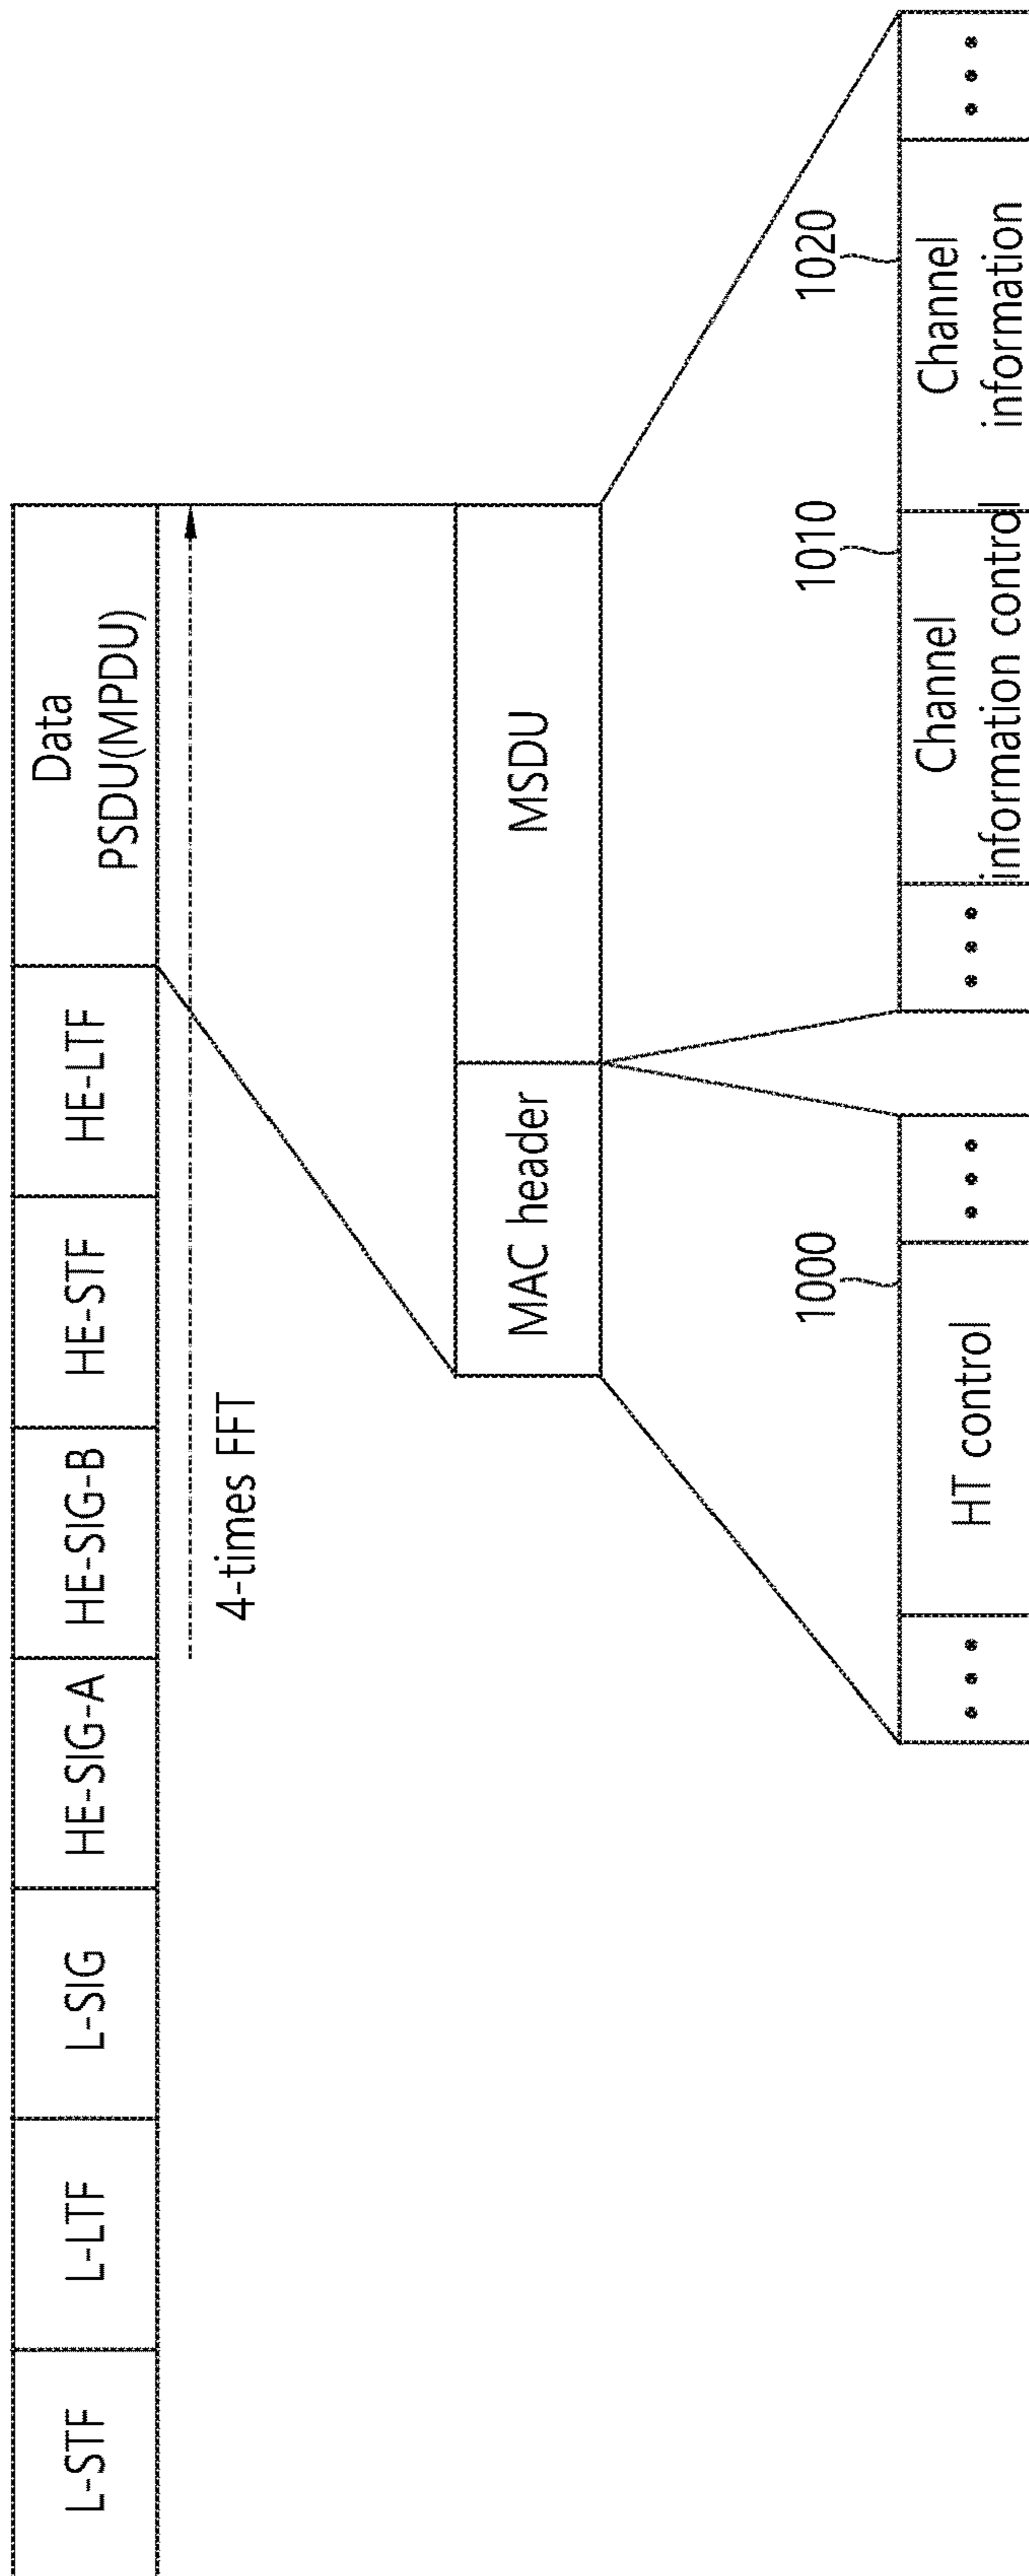 L-STF
L-LTF
L-SIG
HE-SIG-A
HE-SIG-B
HE-STF
HE-LTF
Data
PSDU(MPDU)
4-times FFT
MAC header
MSDU
1000
1010
1020
• • •
HT control
• • •
• • •
Channel
information control
Channel
information
• • •